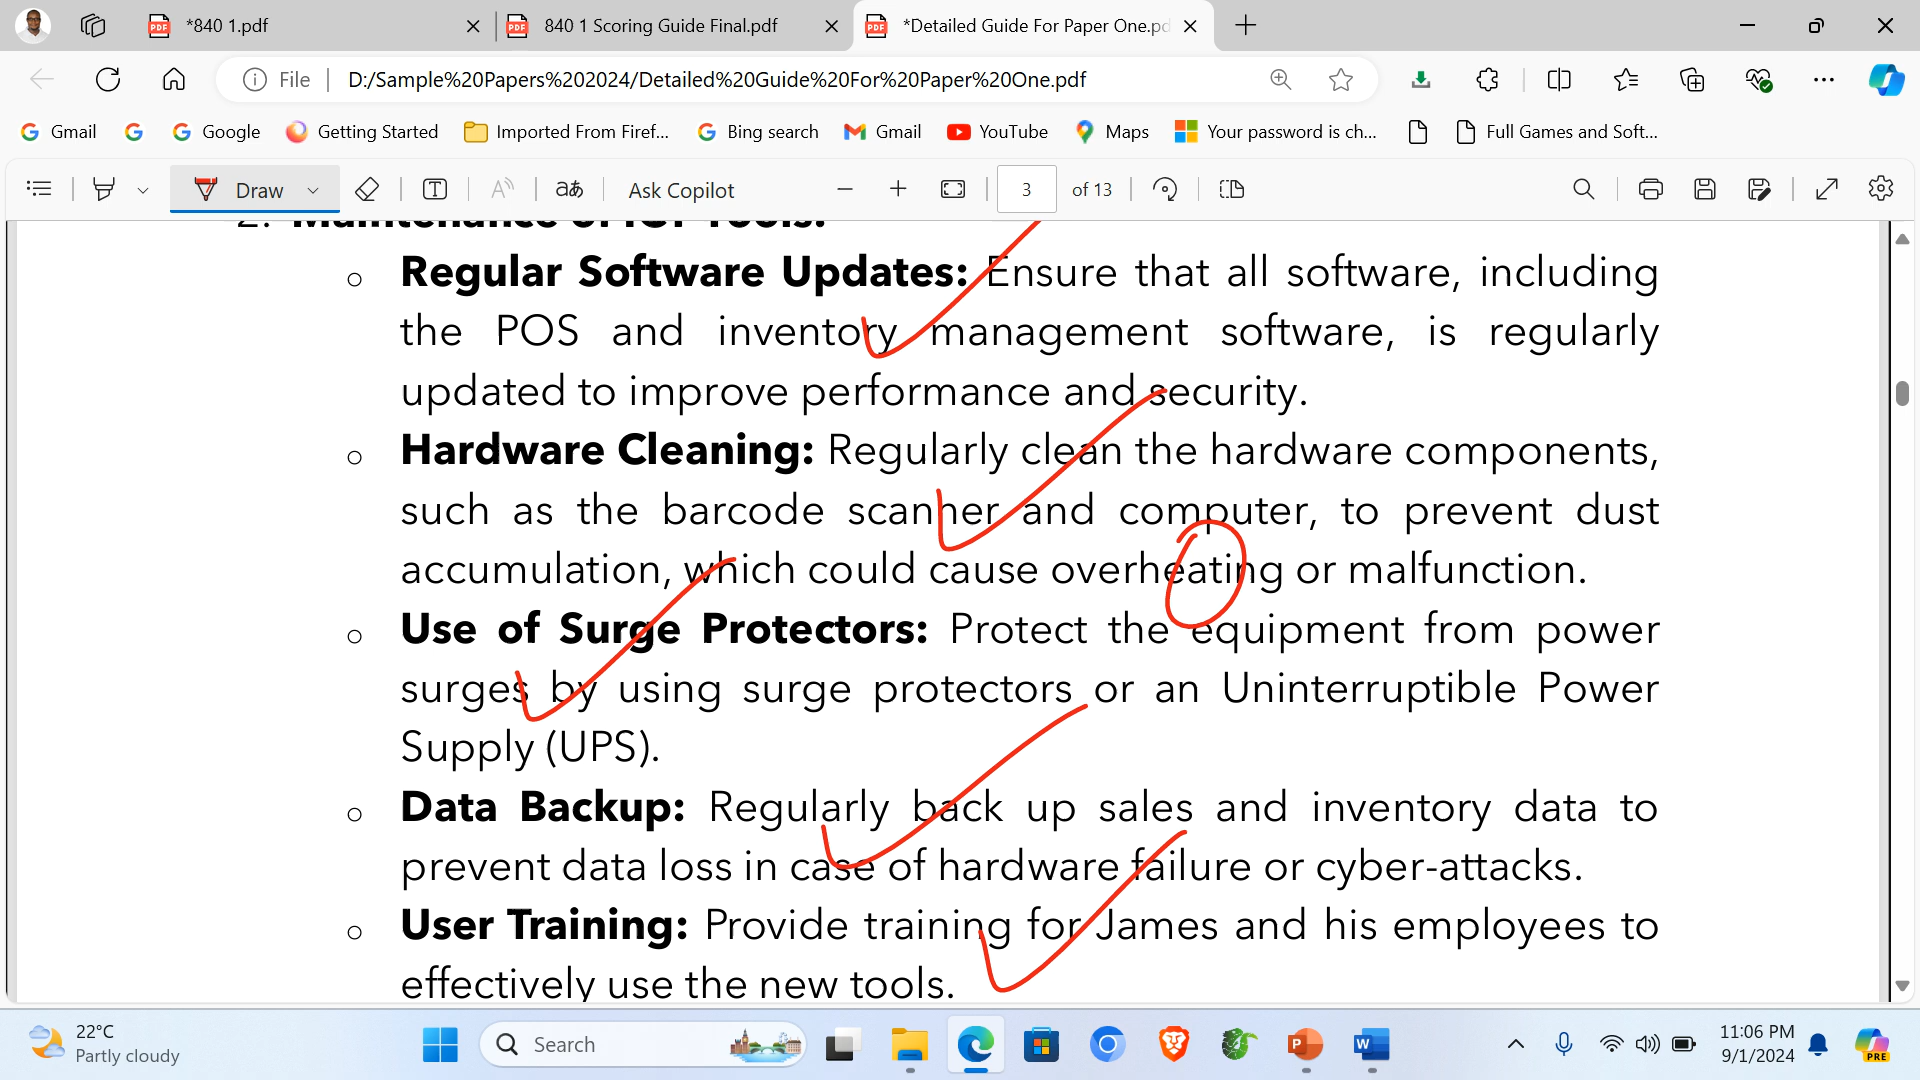 *840 1.pdf
840 1 Scoring Guide Final.pdf
*Detailed Guide For Paper One.pd
File
D:/Sample%20Papers%202024/Detailed%20Guide%20For%20Paper%20One.pdf
Gmail
Google
Getting Started
Imported From Firef...
Bing search
Gmail
YouTube
Maps
Your password is ch...
Full Games and Soft...
Draw
Ask Copilot
3 of 13
2. Maintenance of ICT Tools:
Regular Software Updates: Ensure that all software, including
the POS and inventory management software, is regularly
updated to improve performance and security.
Hardware Cleaning: Regularly clean the hardware components,
such as the barcode scanner and computer, to prevent dust
accumulation, which could cause overheating or malfunction.
Use of Surge Protectors: Protect the equipment from power
surges by using surge protectors or an Uninterruptible Power
Supply (UPS).
Data Backup: Regularly back up sales and inventory data to
prevent data loss in case of hardware failure or cyber-attacks.
User Training: Provide training for James and his employees to
effectively use the new tools.
22°C
Partly cloudy
Search
11:06 PM
9/1/2024
PRE